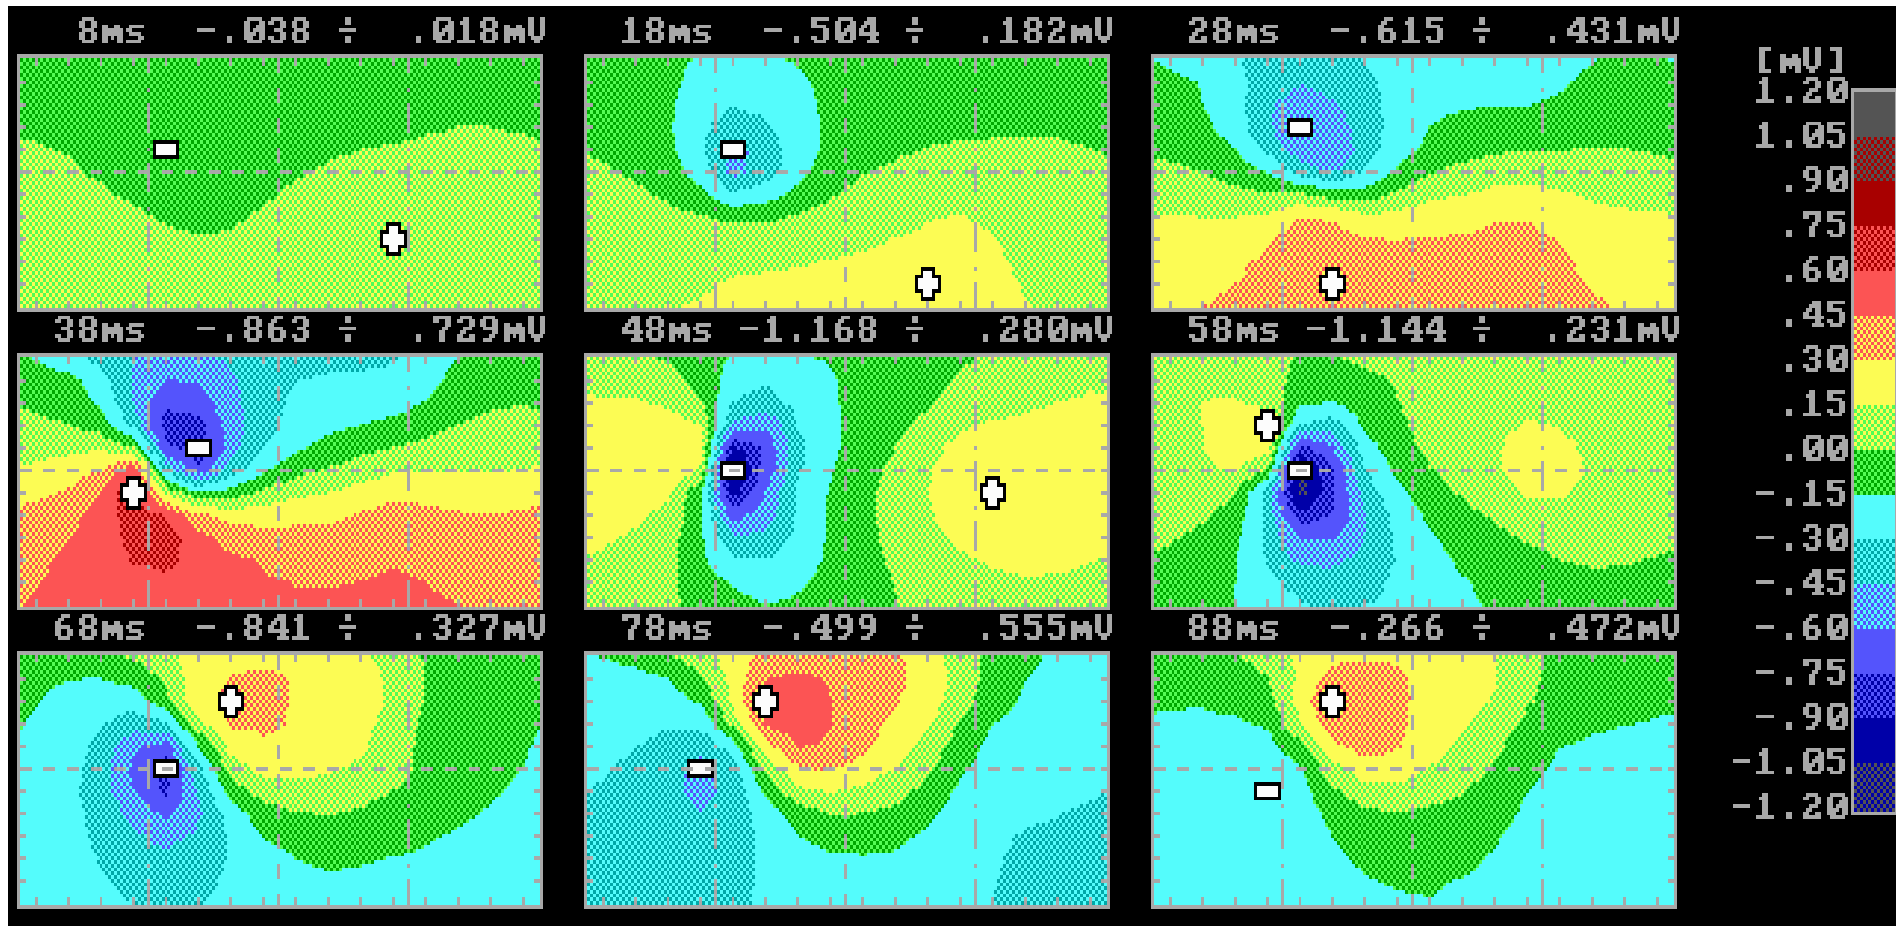 8ms -.038 ÷ .018mV
18ms -.504 ÷ .182mV
28ms -.615 ÷ .431mV
38ms -.863 ÷ .729mV
48ms -1.168 ÷ .280mV
58ms -1.144 ÷ .231mV
68ms -.841 ÷ .327mV
78ms -.499 ÷ .555mV
88ms -.266 ÷ .472mV
[mV]
1.20
1.05
.90
.75
.60
.45
.30
.15
.00
-.15
-.30
-.45
-.60
-.75
-.90
-1.05
-1.20